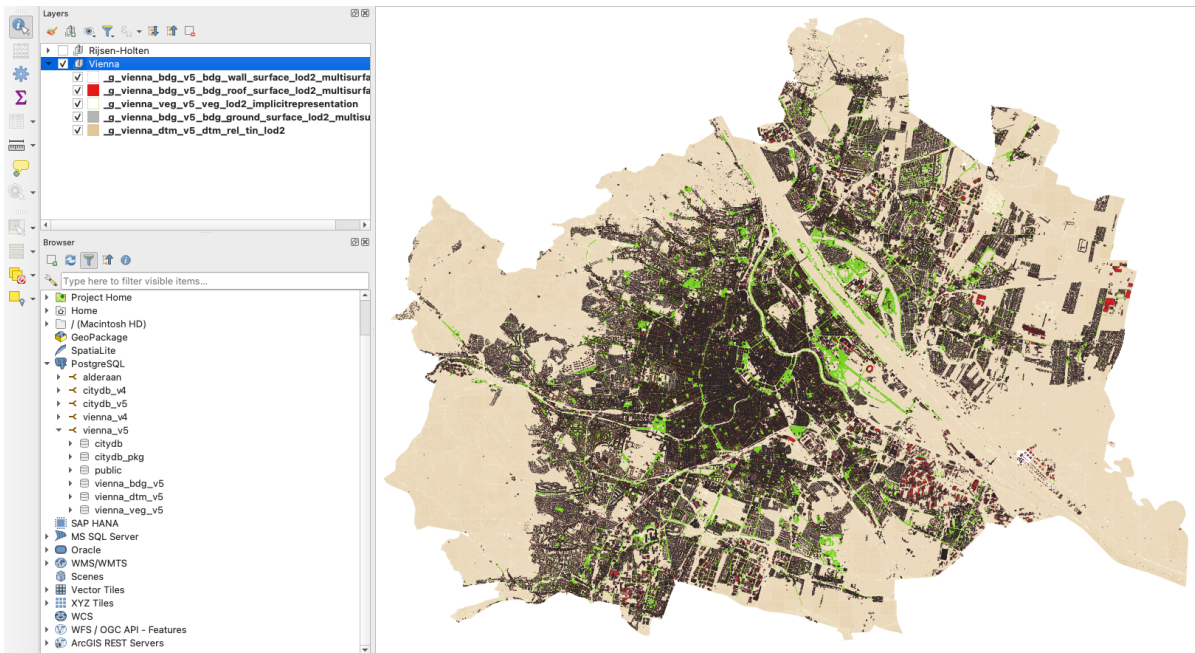 Layers
Rijsen-Holten
Vienna
_g_vienna_bdg_v5_bdg_wall_surface_lod2_multisurfa
_g_vienna_bdg_v5_bdg_roof_surface_lod2_multisurfa
_g_vienna_veg_v5_veg_lod2_implicitrepresentation
_g_vienna_bdg_v5_bdg_ground_surface_lod2_multisu
_g_vienna_dtm_v5_dtm_rel_tin_lod2
Browser
Type here to filter visible items...
Project Home
Home
/ (Macintosh HD)
GeoPackage
SpatiaLite
PostgreSQL
alderaan
citydb_v4
citydb_v5
vienna_v4
vienna_v5
citydb
citydb_pkg
public
vienna_bdg_v5
vienna_dtm_v5
vienna_veg_v5
SAP HANA
MS SQL Server
Oracle
WMS/WMTS
Scenes
Vector Tiles
XYZ Tiles
WCS
WFS / OGC API - Features
ArcGIS REST Servers